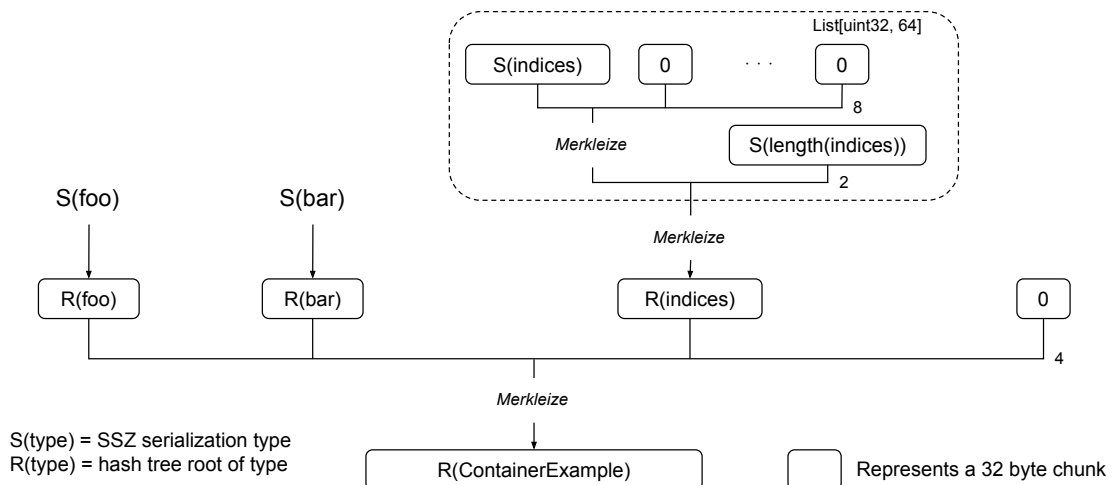 List[uint32, 64]
S(indices)
0
. . .
0
8
Merkleize
S(length(indices))
2
S(foo)
S(bar)
Merkleize
R(foo)
R(bar)
R(indices)
0
4
Merkleize
S(type) = SSZ serialization type
R(type) = hash tree root of type
R(ContainerExample)
Represents a 32 byte chunk